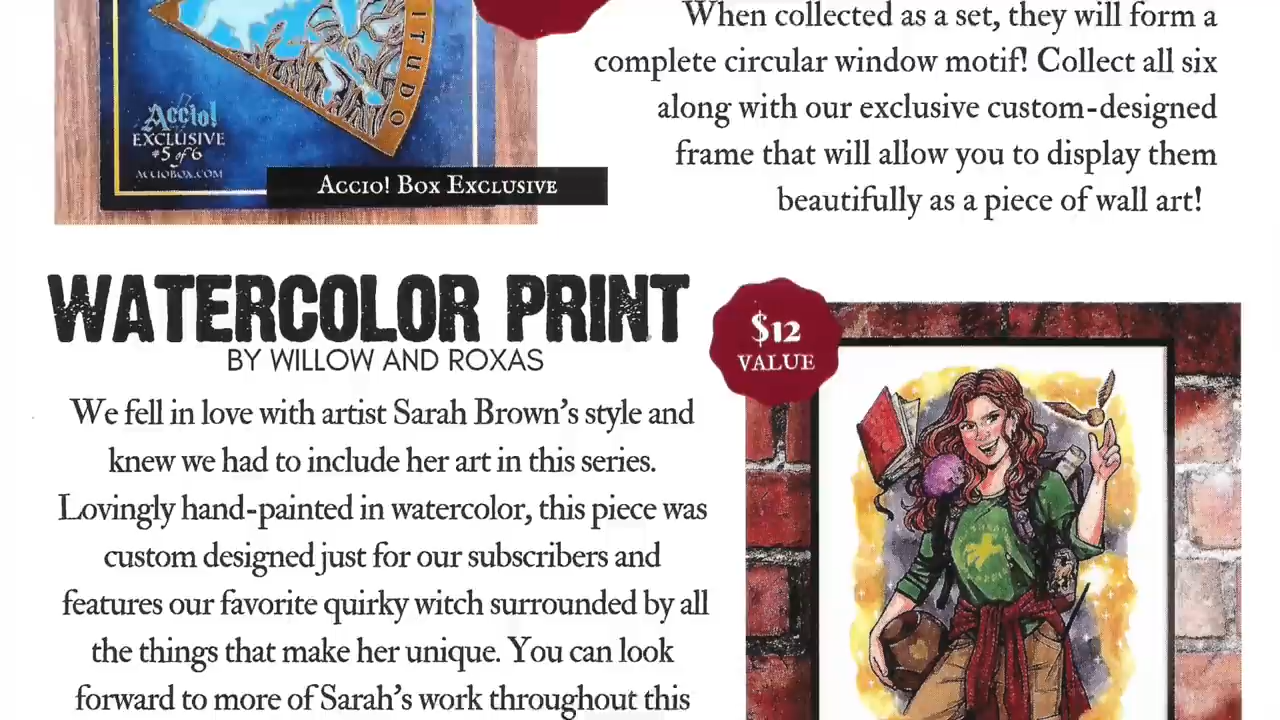 ITUDO
Accio!
EXCLUSIVE
#5 of 6
ACCIOBOX.COM
Accio! Box Exclusive
When collected as a set, they will form a
complete circular window motif! Collect all six
along with our exclusive custom-designed
frame that will allow you to display them
beautifully as a piece of wall art!
WATERCOLOR PRINT
BY WILLOW AND ROXAS
We fell in love with artist Sarah Brown's style and
knew we had to include her art in this series.
Lovingly hand-painted in watercolor, this piece was
custom designed just for our subscribers and
features our favorite quirky witch surrounded by all
the things that make her unique. You can look
forward to more of Sarah's work throughout this
$12
VALUE